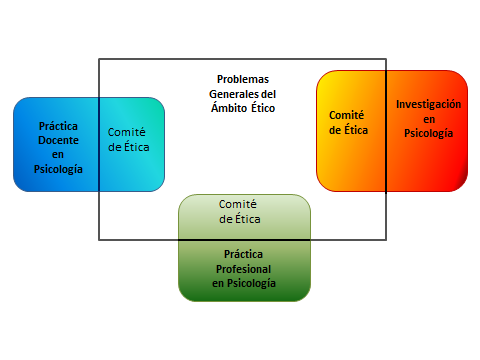 Problemas
Generales del
Ámbito Ético
Práctica
Docente
en
Psicología
Comité
de Ética
Comité
de Ética
Investigación
en
Psicología
Comité
de Ética
Práctica
Profesional
en Psicología